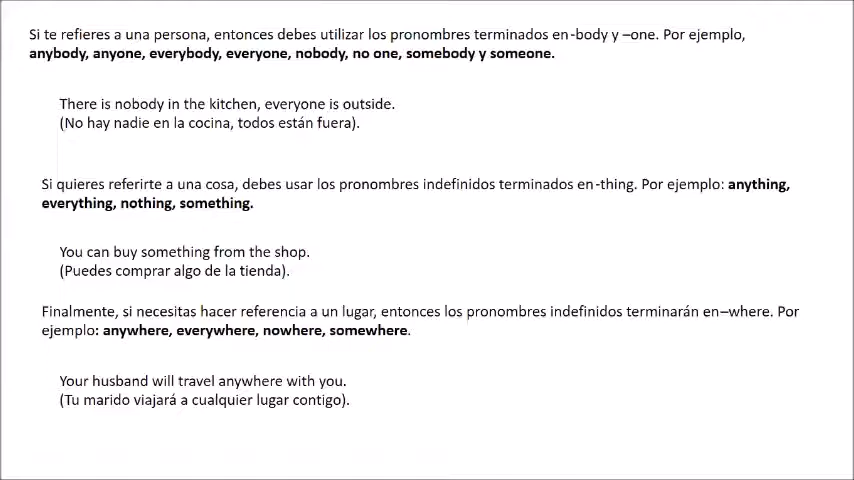 Si te refieres a una persona, entonces debes utilizar los pronombres terminados en-body y –one. Por ejemplo,
anybody, anyone, everybody, everyone, nobody, no one, somebody y someone.
There is nobody in the kitchen, everyone is outside.
(No hay nadie en la cocina, todos están fuera).
Si quieres referirte a una cosa, debes usar los pronombres indefinidos terminados en-thing. Por ejemplo: anything,
everything, nothing, something.
You can buy something from the shop.
(Puedes comprar algo de la tienda).
Finalmente, si necesitas hacer referencia a un lugar, entonces los pronombres indefinidos terminarán en–where. Por
ejemplo: anywhere, everywhere, nowhere, somewhere.
Your husband will travel anywhere with you.
(Tu marido viajará a cualquier lugar contigo).